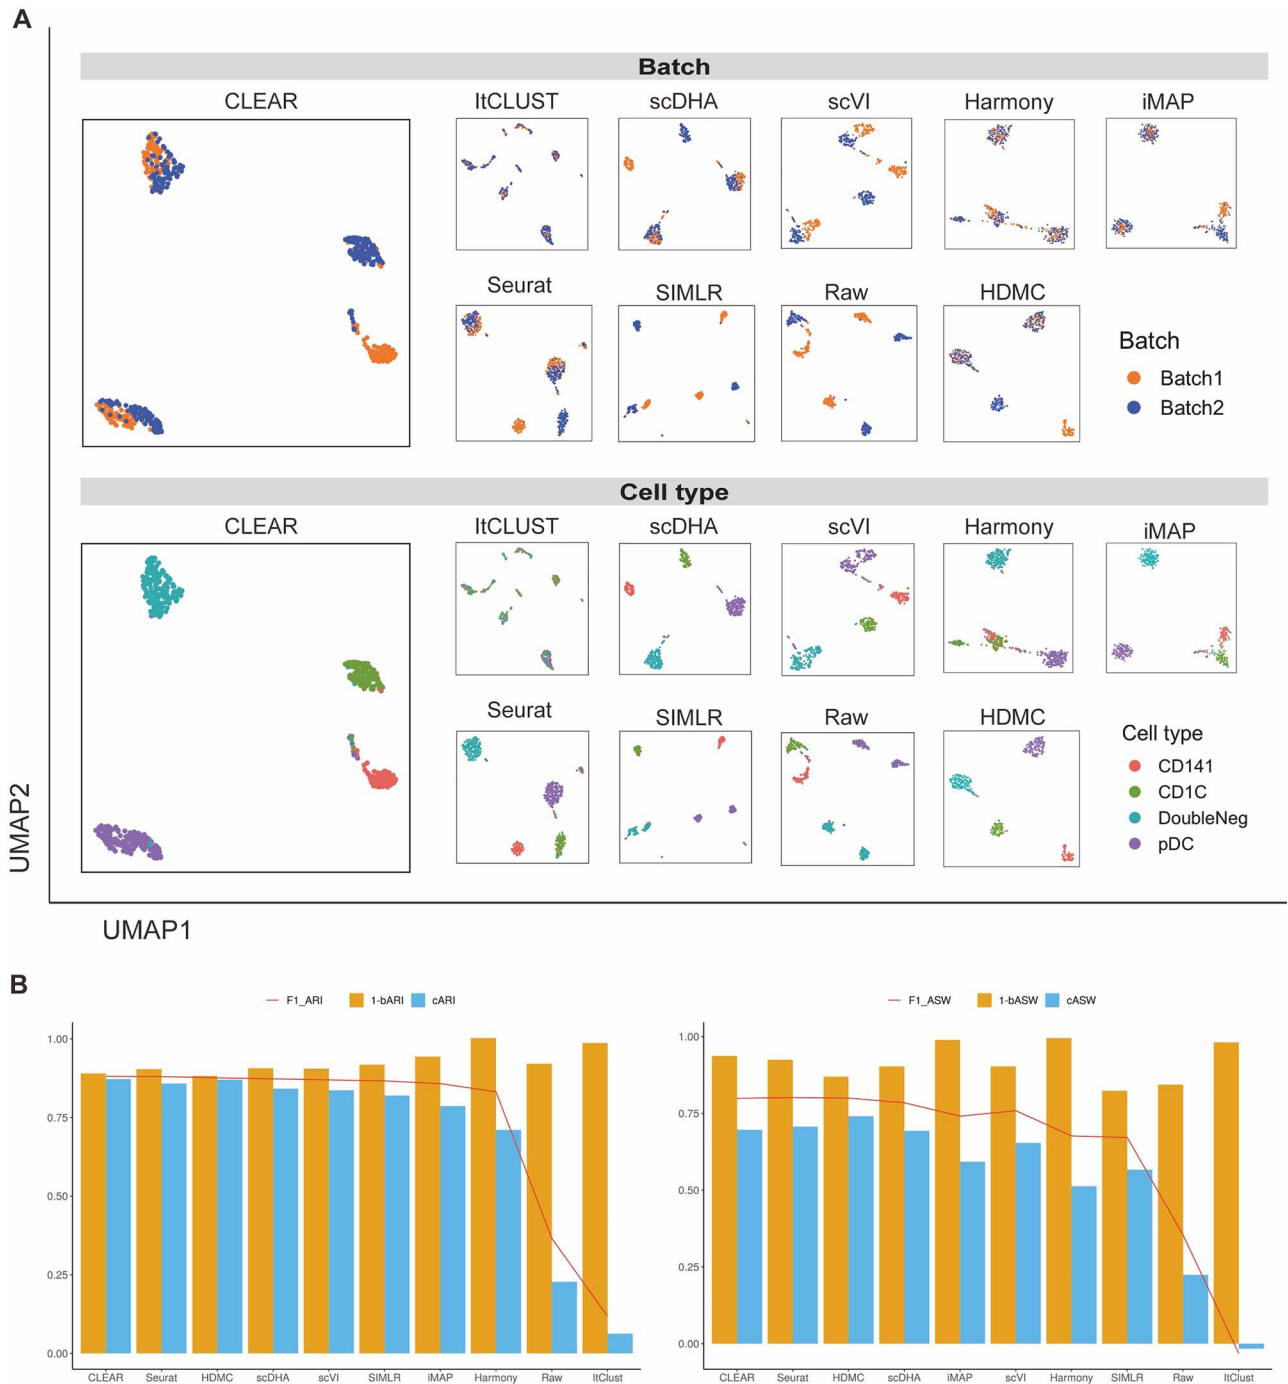 A
Batch
CLEAR
ItCLUST
scDHA
scVI
Harmony
iMAP
Seurat
SIMLR
Raw
HDMC
Batch
Batch1
Batch2
Cell type
CLEAR
ItCLUST
scDHA
scVI
Harmony
iMAP
Seurat
SIMLR
Raw
HDMC
Cell type
CD141
CD1C
DoubleNeg
pDC
UMAP2
UMAP1
B
F1_ARI 1-bARI cARI
1.00
0.75
0.50
0.25
0.00
CLEAR Seurat HDMC scDHA scVI SIMLR iMAP Harmony Raw ItClust
F1_ASW 1-bASW cASW
1.00
0.75
0.50
0.25
0.00
CLEAR Seurat HDMC scDHA iMAP scVI Harmony SIMLR Raw ItClust